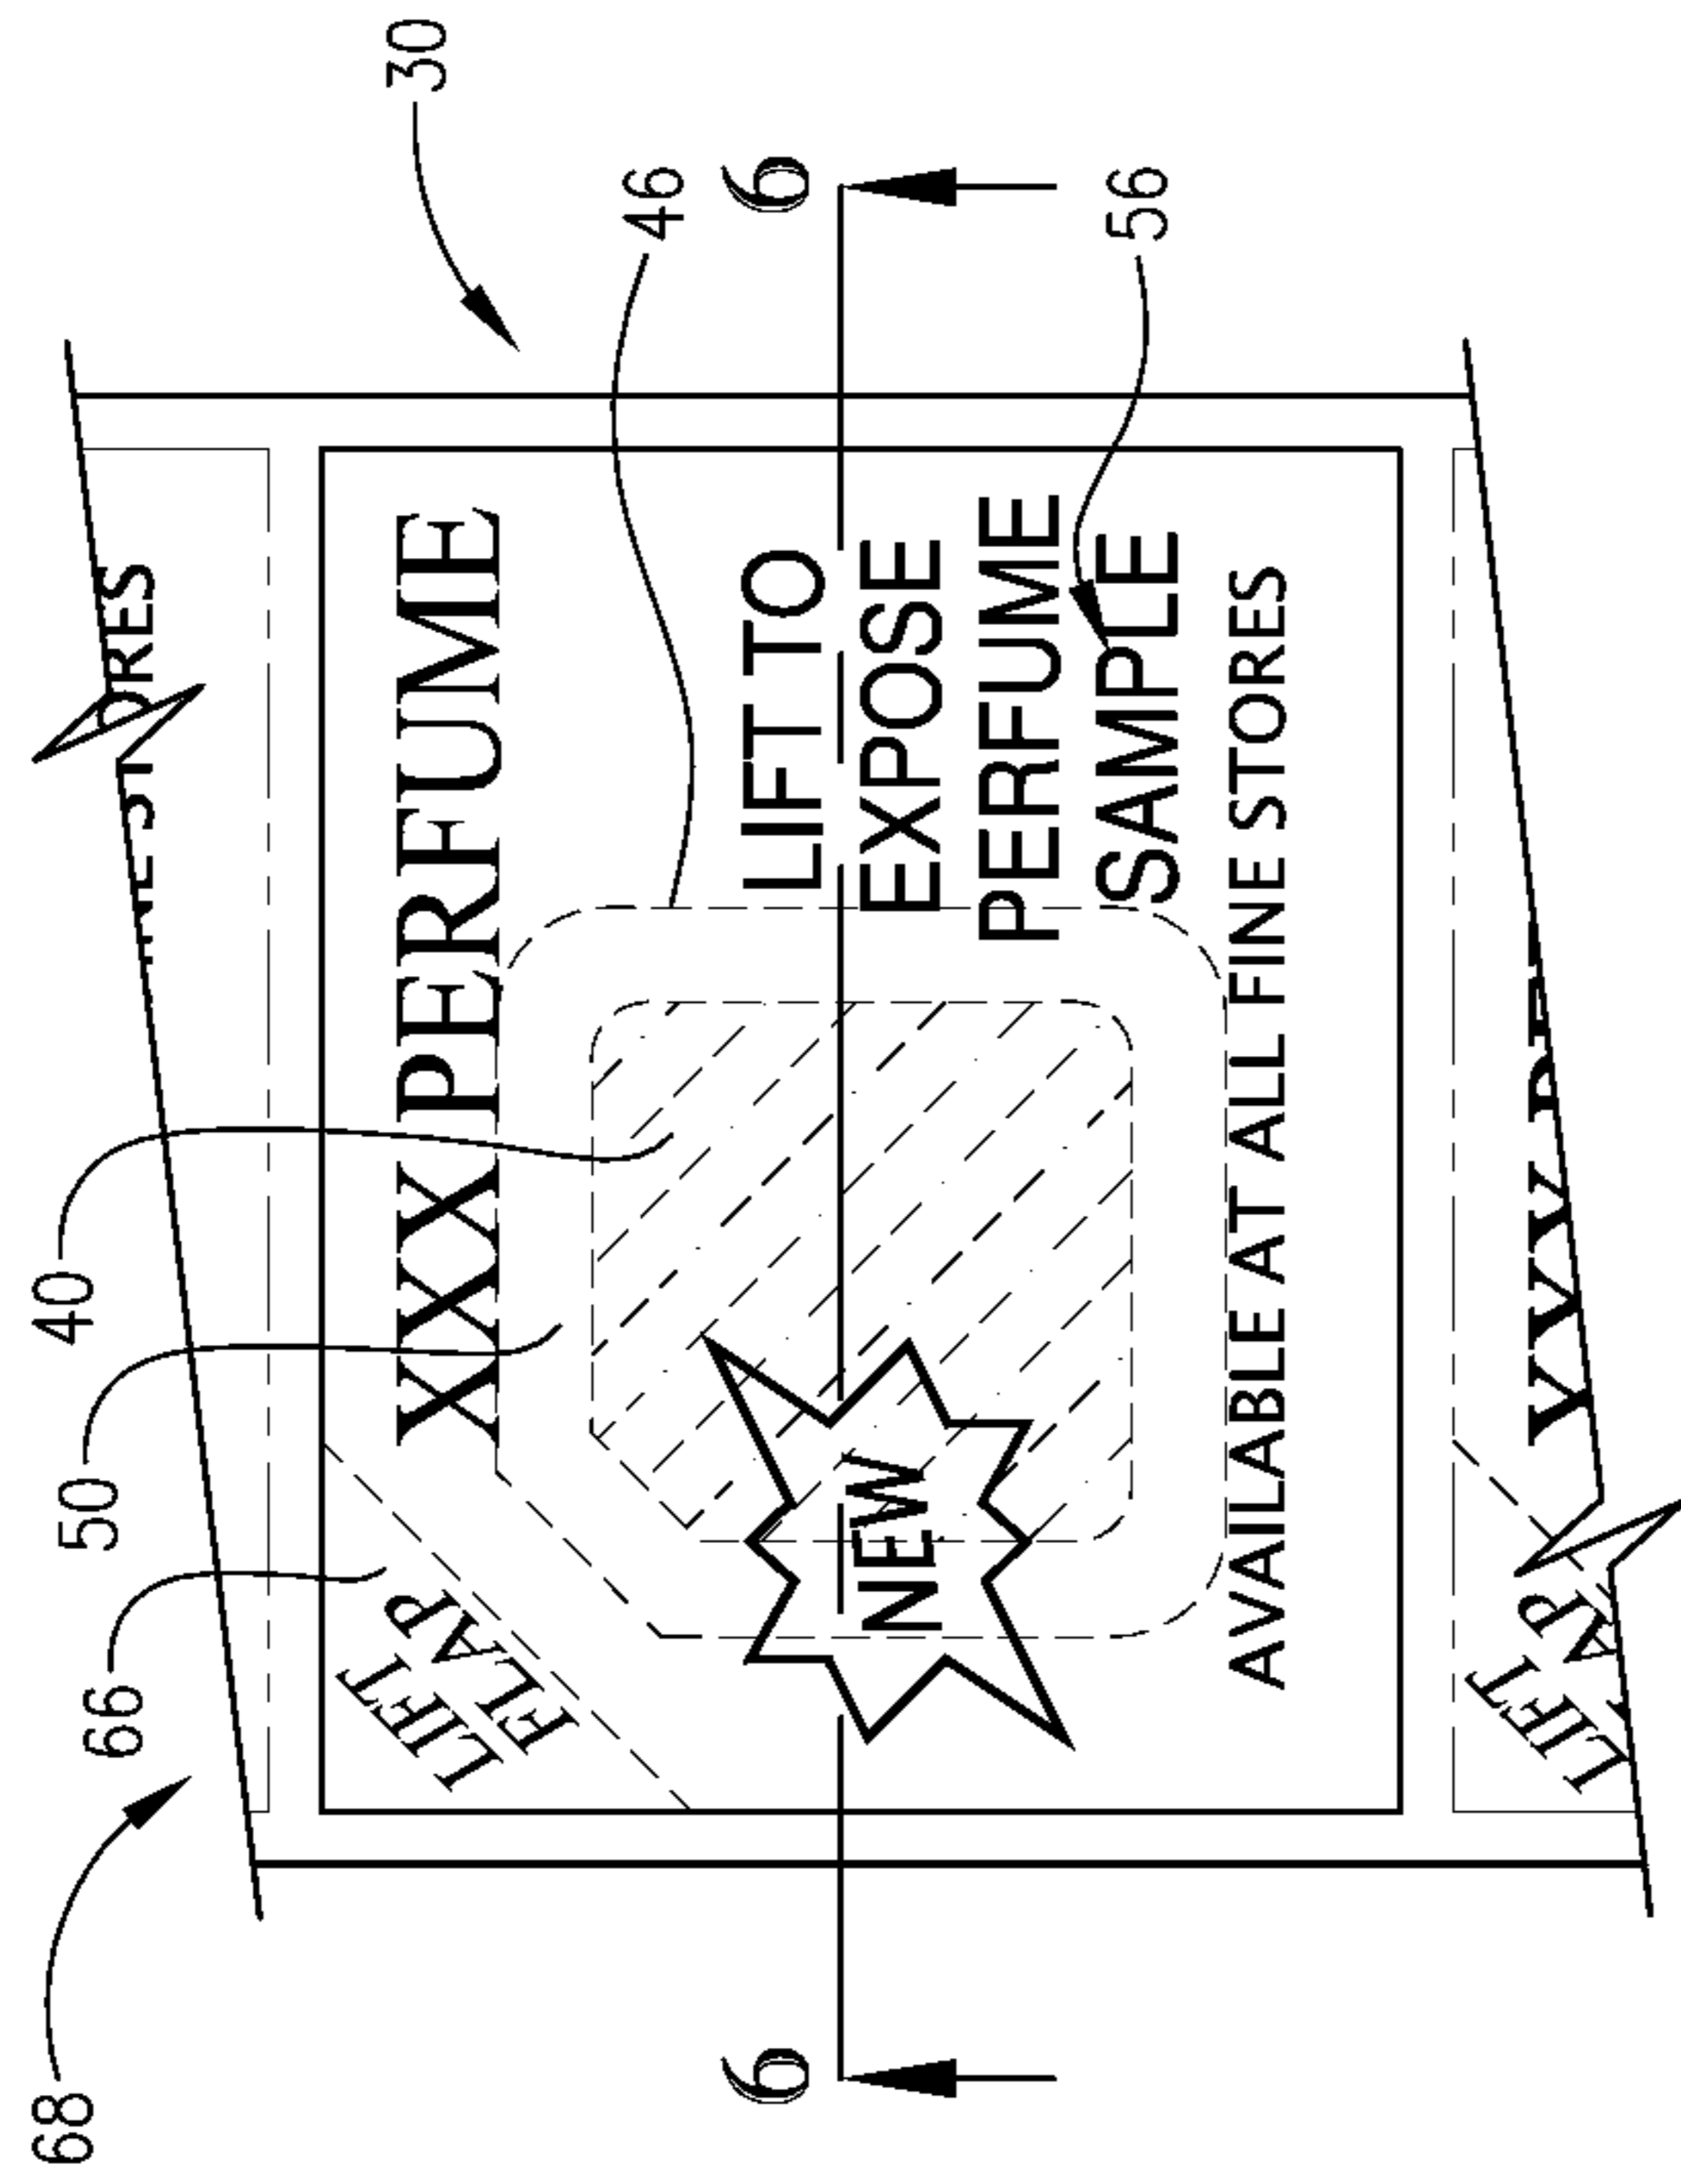 68
66
50
40
30
46
56
6
6
RES
LIFT
FLAP
XXX PERFUME
NEW
LIFT TO
EXPOSE
PERFUME
SAMPLE
AVAILABLE AT ALL FINE STORES
LIFT